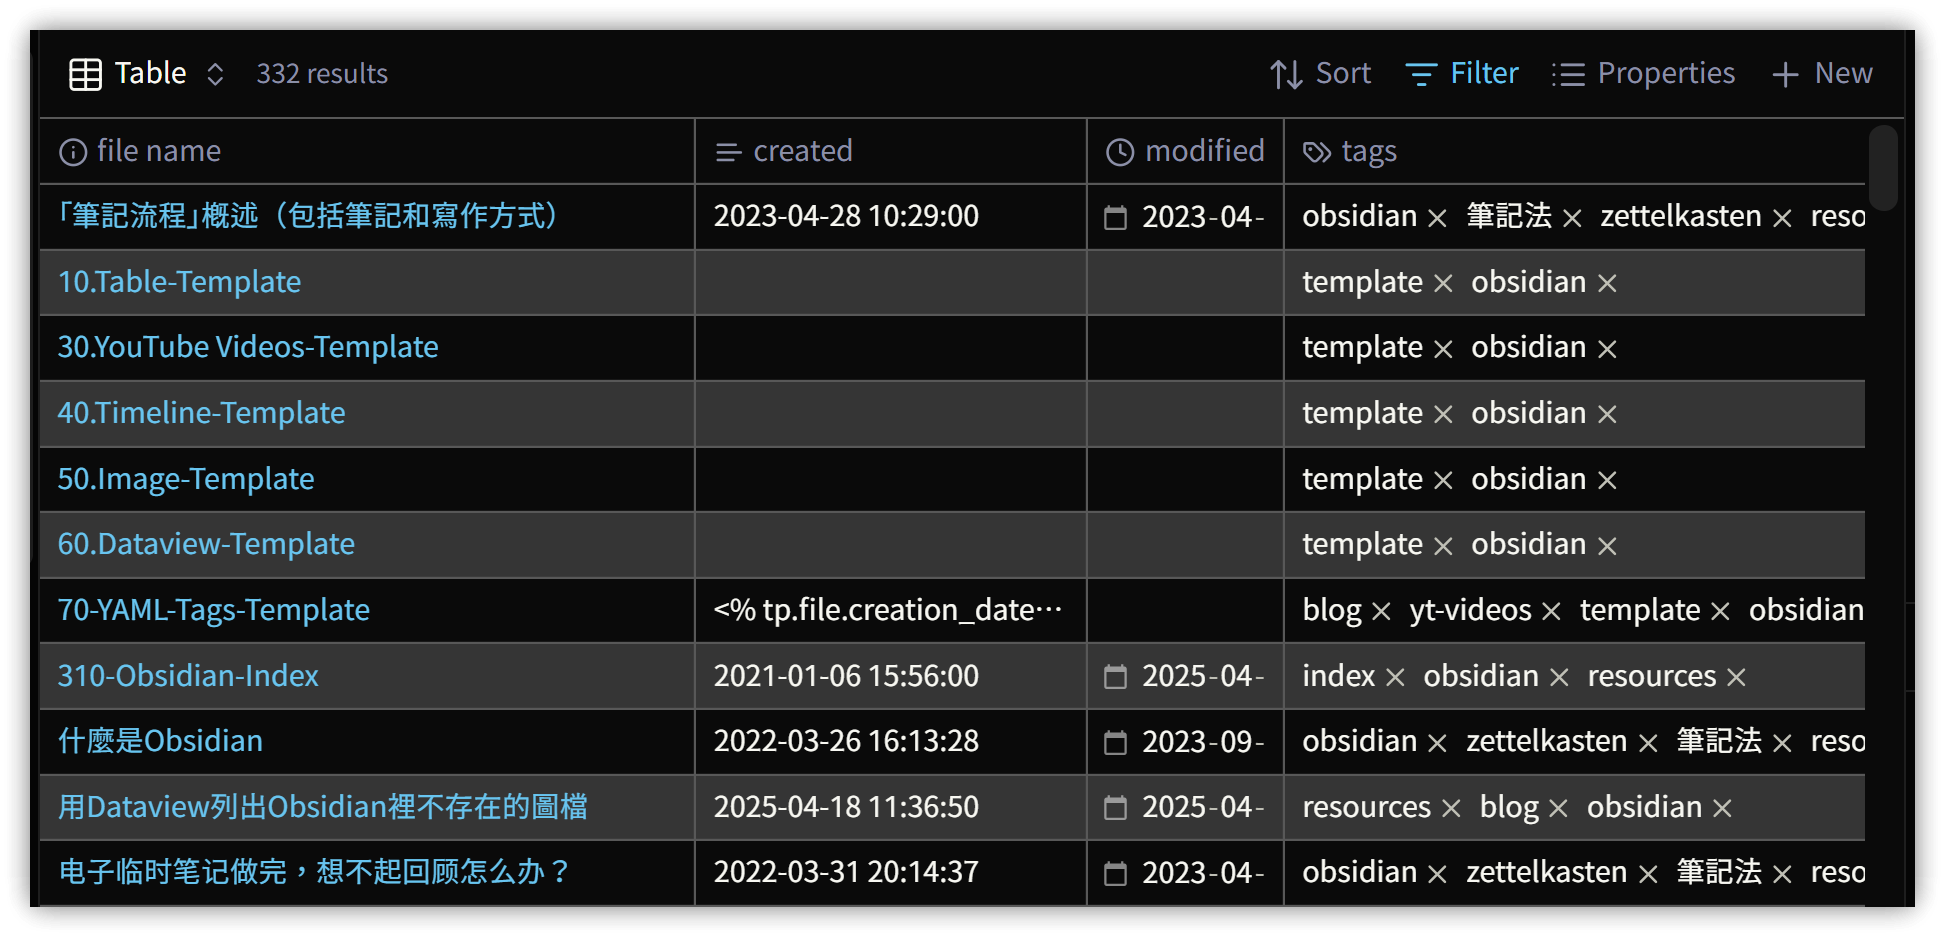 Table 332 results Sort Filter Properties New
file name created modified tags
「筆記流程」概述（包括筆記和寫作方式） 2023-04-28 10:29:00 2023-04- obsidian × 筆記法 × zettelkasten × reso
10.Table-Template template × obsidian ×
30.YouTube Videos-Template template × obsidian ×
40.Timeline-Template template × obsidian ×
50.Image-Template template × obsidian ×
60.Dataview-Template template × obsidian ×
70-YAML-Tags-Template <% tp.file.creation_date… blog × yt-videos × template × obsidian
310-Obsidian-Index 2021-01-06 15:56:00 2025-04- index × obsidian × resources ×
什麼是Obsidian 2022-03-26 16:13:28 2023-09- obsidian × zettelkasten × 筆記法 × reso
用Dataview列出Obsidian裡不存在的圖檔 2025-04-18 11:36:50 2025-04- resources × blog × obsidian ×
电子临时笔记做完，想不起回顾怎么办？ 2022-03-31 20:14:37 2023-04- obsidian × zettelkasten × 筆記法 × reso